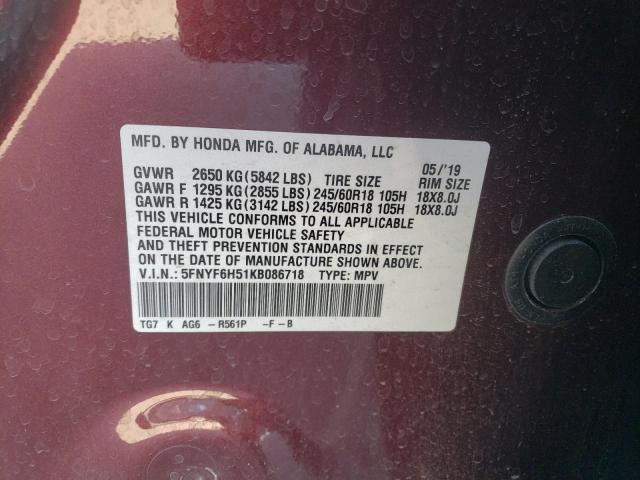 MFD. BY HONDA MFG. OF ALABAMA, LLC
GVWR 2650 KG(5842 LBS) TIRE SIZE 05/'19 RIM SIZE
GAWR F 1295 KG(2855 LBS) 245/60R18 105H 18X8.0J
GAWR R 1425 KG(3142 LBS) 245/60R18 105H 18X8.0J
THIS VEHICLE CONFORMS TO ALL APPLICABLE
FEDERAL MOTOR VEHICLE SAFETY
AND THEFT PREVENTION STANDARDS IN EFFECT
ON THE DATE OF MANUFACTURE SHOWN ABOVE.
V.I.N.: 5FNYF6H51KB086718 TYPE: MPV
TG7 K AG6 -R561P -F-B